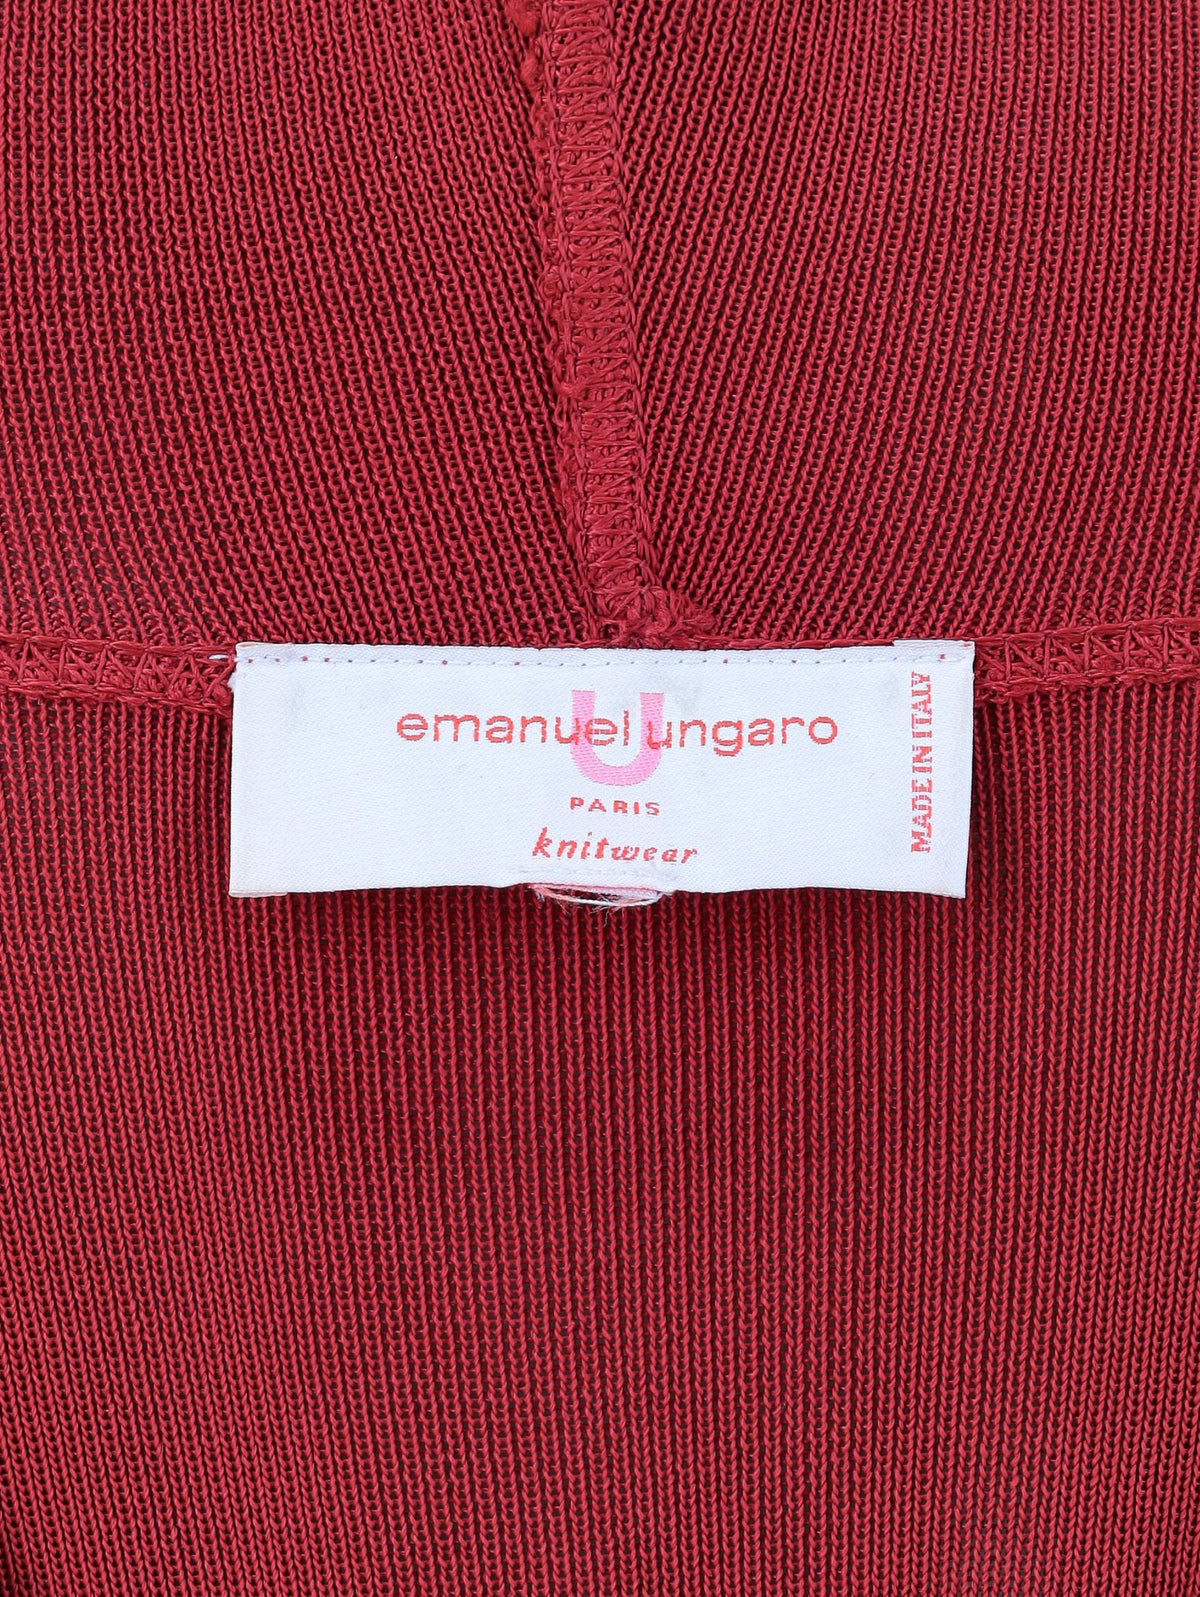 U
emanuel ungaro
PARIS
knitwear
MADE IN ITALY